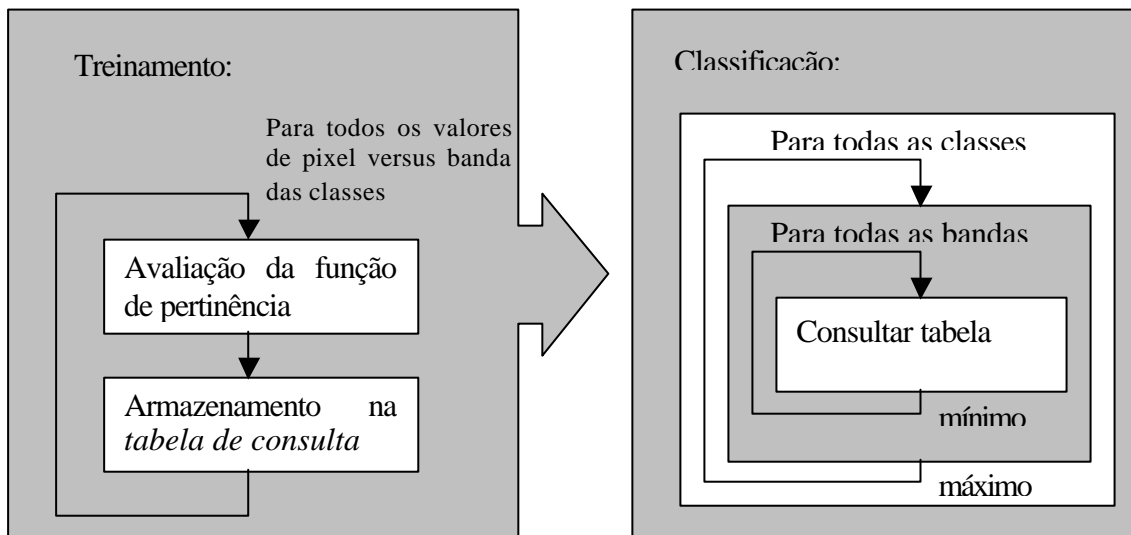 Treinamento:
Para todos os valores
de pixel versus banda
das classes
Avaliação da função
de pertinência
Armazenamento na
tabela de consulta
Classificação:
Para todas as classes
Para todas as bandas
Consultar tabela
mínimo
máximo